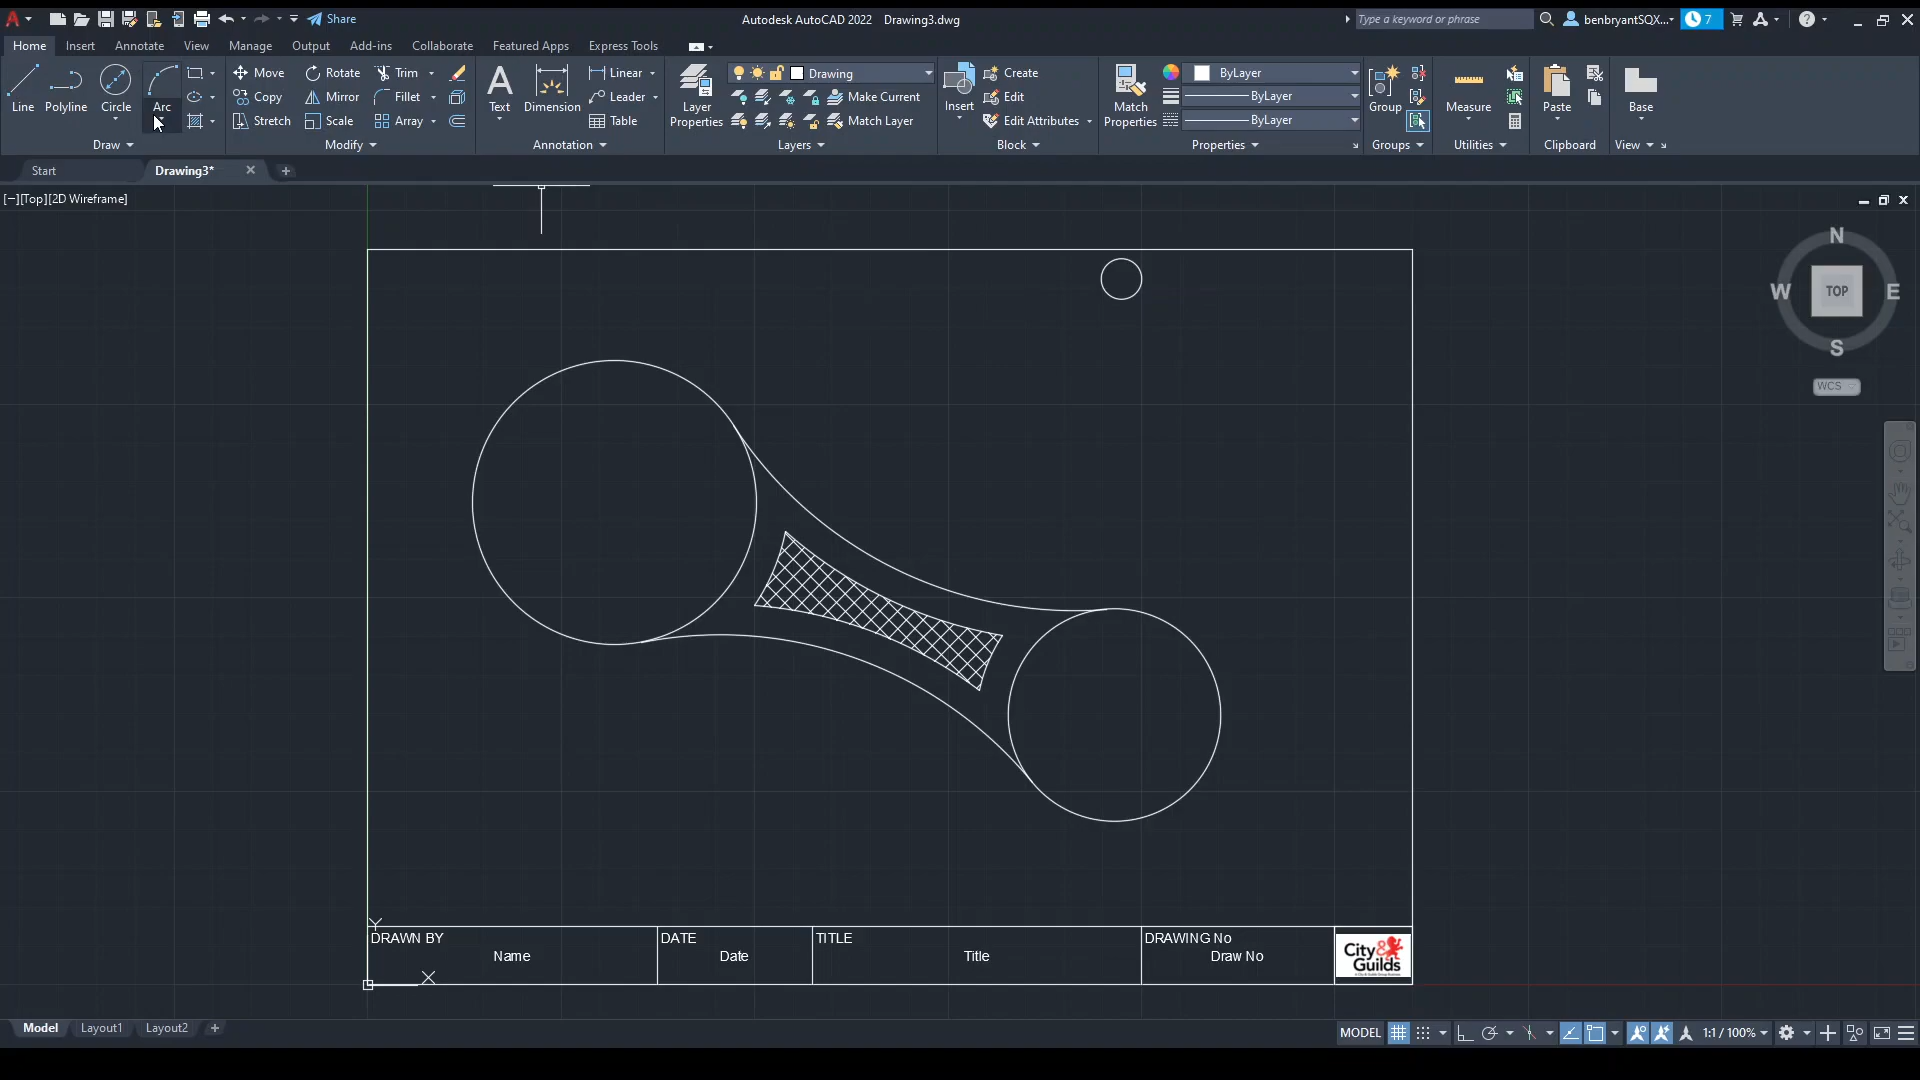 Share
Autodesk AutoCAD 2022 Drawing3.dwg
Type a keyword or phrase
benbryantSQX...
7
Home Insert Annotate View Manage Output Add-ins Collaborate Featured Apps Express Tools
Line Polyline Circle Arc
Move Rotate Trim
Copy Mirror Fillet
Stretch Scale Array
Text Dimension
Linear
Leader
Table
Layer
Properties
Drawing
Make Current
Match Layer
Insert
Create
Edit
Edit Attributes
Match
Properties
ByLayer
ByLayer
ByLayer
Group
Measure
Paste
Base
Draw Modify Annotation Layers Block Properties Groups Utilities Clipboard View
Start Drawing3*
[−][Top][2D Wireframe]
N
W TOP E
S
WCS
Y
X
DRAWN BY DATE TITLE DRAWING No
Name Date Title Draw No
City&
Guilds
Model Layout1 Layout2
MODEL 1:1 / 100%